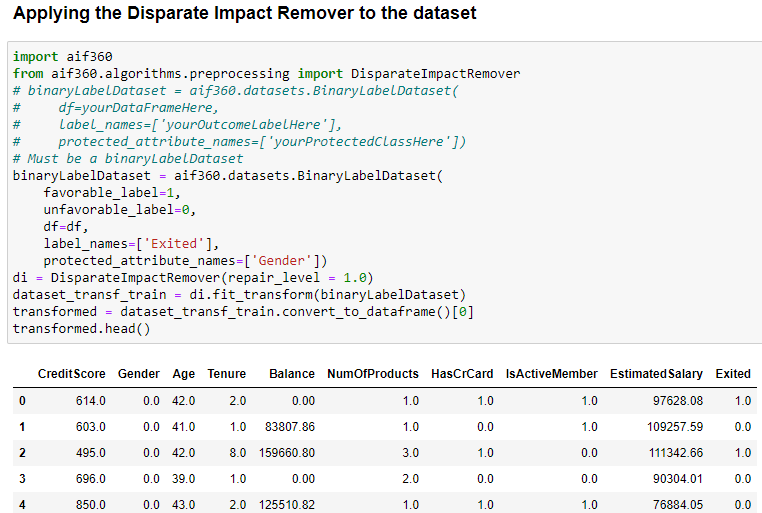 Applying the Disparate Impact Remover to the dataset
import aif360
from aif360.algorithms.preprocessing import DisparateImpactRemover
# binaryLabelDataset = aif360.datasets.BinaryLabelDataset(
#     df=yourDataFrameHere,
#     label_names=['yourOutcomeLabelHere'],
#     protected_attribute_names=['yourProtectedClassHere'])
# Must be a binaryLabelDataset
binaryLabelDataset = aif360.datasets.BinaryLabelDataset(
    favorable_label=1,
    unfavorable_label=0,
    df=df,
    label_names=['Exited'],
    protected_attribute_names=['Gender'])
di = DisparateImpactRemover(repair_level = 1.0)
dataset_transf_train = di.fit_transform(binaryLabelDataset)
transformed = dataset_transf_train.convert_to_dataframe()[0]
transformed.head()
CreditScore Gender Age Tenure Balance NumOfProducts HasCrCard IsActiveMember EstimatedSalary Exited
0 614.0 0.0 42.0 2.0 0.00 1.0 1.0 1.0 97628.08 1.0
1 603.0 0.0 41.0 1.0 83807.86 1.0 0.0 1.0 109257.59 0.0
2 495.0 0.0 42.0 8.0 159660.80 3.0 1.0 0.0 111342.66 1.0
3 696.0 0.0 39.0 1.0 0.00 2.0 0.0 0.0 90304.01 0.0
4 850.0 0.0 43.0 2.0 125510.82 1.0 1.0 1.0 76884.05 0.0